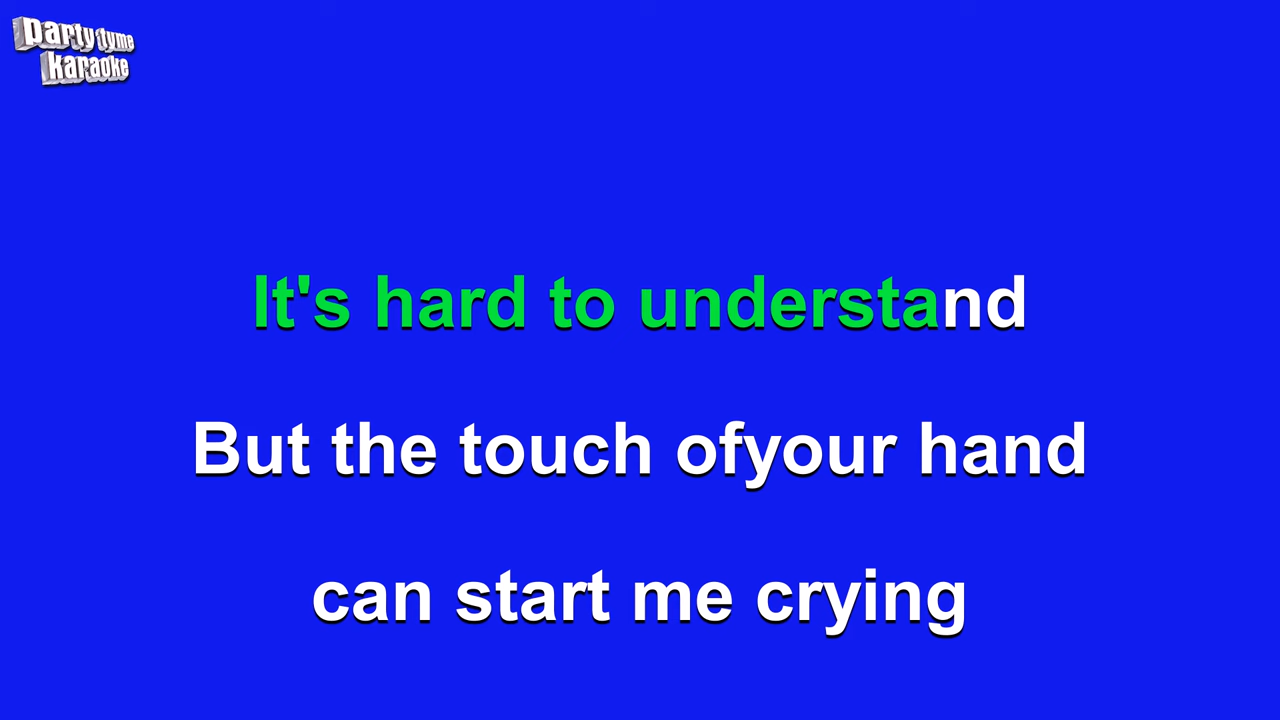 party tyme
karaoke
It's hard to understand
But the touch ofyour hand
can start me crying